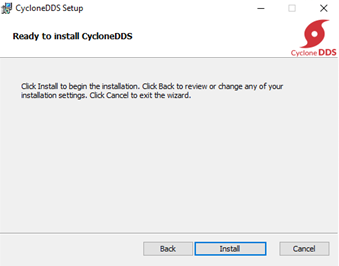 CycloneDDS Setup
Ready to install CycloneDDS
Cyclone DDS
Click Install to begin the installation. Click Back to review or change any of your
installation settings. Click Cancel to exit the wizard.
Back
Install
Cancel